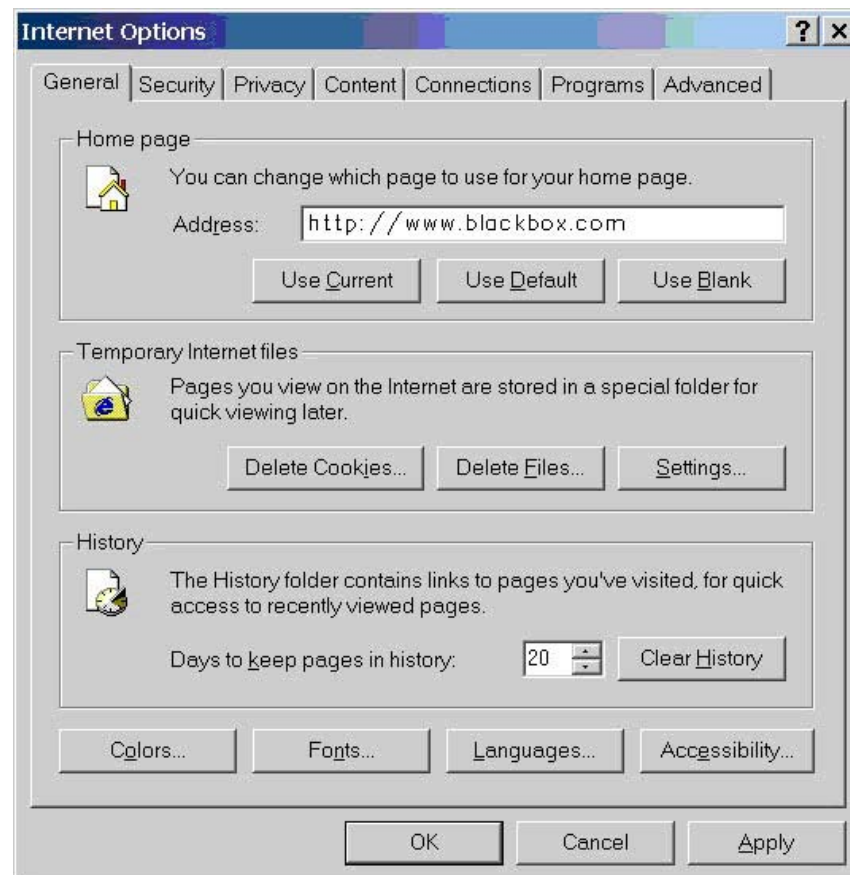 Internet Options
General Security Privacy Content Connections Programs Advanced
Home page
You can change which page to use for your home page.
Address: http://www.blackbox.com
Use Current Use Default Use Blank
Temporary Internet files
Pages you view on the Internet are stored in a special folder for
quick viewing later.
Delete Cookies... Delete Files... Settings...
History
The History folder contains links to pages you've visited, for quick
access to recently viewed pages.
Days to keep pages in history: 20 Clear History
Colors... Fonts... Languages... Accessibility...
OK Cancel Apply